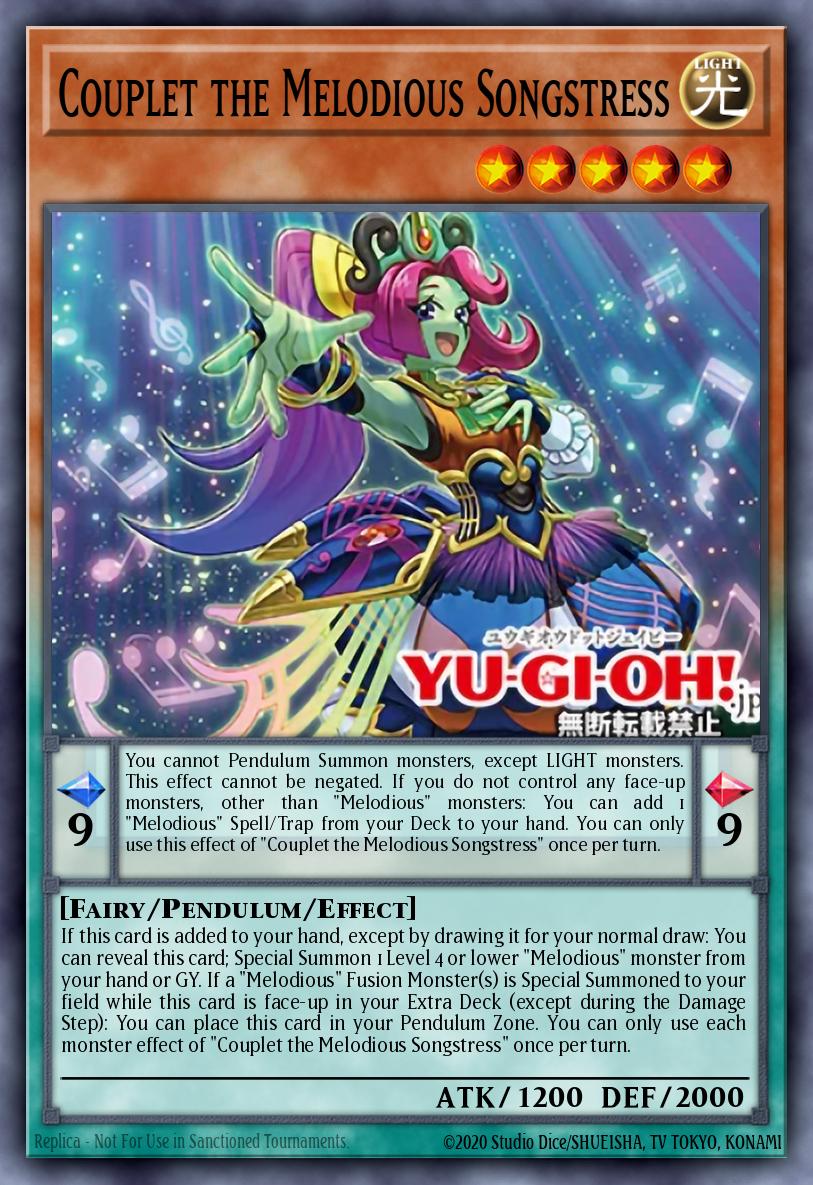 Couplet the Melodious Songstress
LIGHT
光
ユウギオウドットジェイピー
YU-GI-OH!
.jp
無断転載禁止
You cannot Pendulum Summon monsters, except LIGHT monsters.
This effect cannot be negated. If you do not control any face-up
monsters, other than "Melodious" monsters: You can add 1
"Melodious" Spell/Trap from your Deck to your hand. You can only
use this effect of "Couplet the Melodious Songstress" once per turn.
9
9
[Fairy/Pendulum/Effect]
If this card is added to your hand, except by drawing it for your normal draw: You
can reveal this card; Special Summon 1 Level 4 or lower "Melodious" monster from
your hand or GY. If a "Melodious" Fusion Monster(s) is Special Summoned to your
field while this card is face-up in your Extra Deck (except during the Damage
Step): You can place this card in your Pendulum Zone. You can only use each
monster effect of "Couplet the Melodious Songstress" once per turn.
ATK/1200 DEF/2000
Replica - Not For Use in Sanctioned Tournaments.
©2020 Studio Dice/SHUEISHA, TV TOKYO, KONAMI